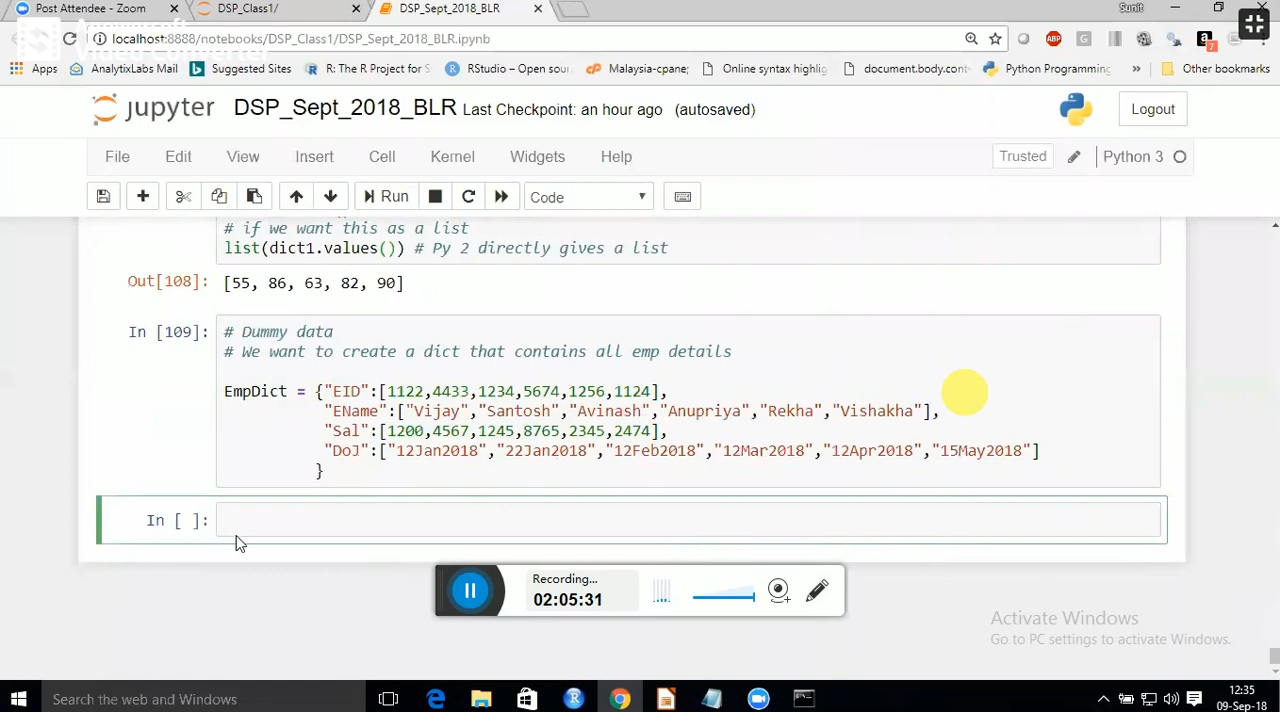 Post Attendee - Zoom
DSP_Class1/
DSP_Sept_2018_BLR
Sunit
localhost:8888/notebooks/DSP_Class1/DSP_Sept_2018_BLR.ipynb
ABP
7
Apps
AnalytixLabs Mail
Suggested Sites
R: The R Project for S
RStudio – Open sour
Malaysia-cpane;
Online syntax highlig
document.body.cont
Python Programming
»
Other bookmarks
jupyter
DSP_Sept_2018_BLR Last Checkpoint: an hour ago (autosaved)
Logout
File
Edit
View
Insert
Cell
Kernel
Widgets
Help
Trusted
Python 3
Run
Code
# if we want this as a list
list(dict1.values()) # Py 2 directly gives a list
Out[108]: [55, 86, 63, 82, 90]
In [109]: # Dummy data
# We want to create a dict that contains all emp details
EmpDict = {"EID":[1122,4433,1234,5674,1256,1124],
"EName":["Vijay","Santosh","Avinash","Anupriya","Rekha","Vishakha"],
"Sal":[1200,4567,1245,8765,2345,2474],
"DoJ":["12Jan2018","22Jan2018","12Feb2018","12Mar2018","12Apr2018","15May2018"]
}
In [ ]:
Recording...
02:05:31
Activate Windows
Go to PC settings to activate Windows.
Search the web and Windows
12:35
09-Sep-18